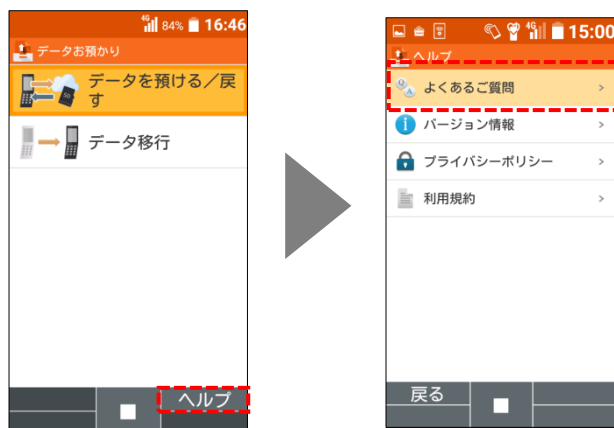 4G 84% 16:46
データお預かり
データを預ける／戻
す
データ移行
ヘルプ
4G 15:00
ヘルプ
よくあるご質問
バージョン情報
プライバシーポリシー
利用規約
戻る